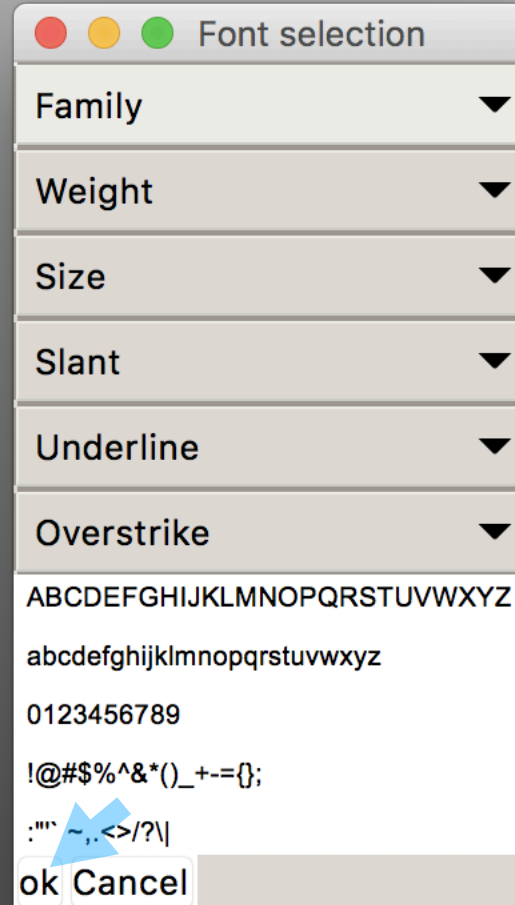 Font selection
Family
Weight
Size
Slant
Underline
Overstrike
ABCDEFGHIJKLMNOPQRSTUVWXYZ
abcdefghijklmnopqrstuvwxyz
0123456789
!@#$%^&*()_+-={};
:"'` ~,.<>/?\|
ok Cancel